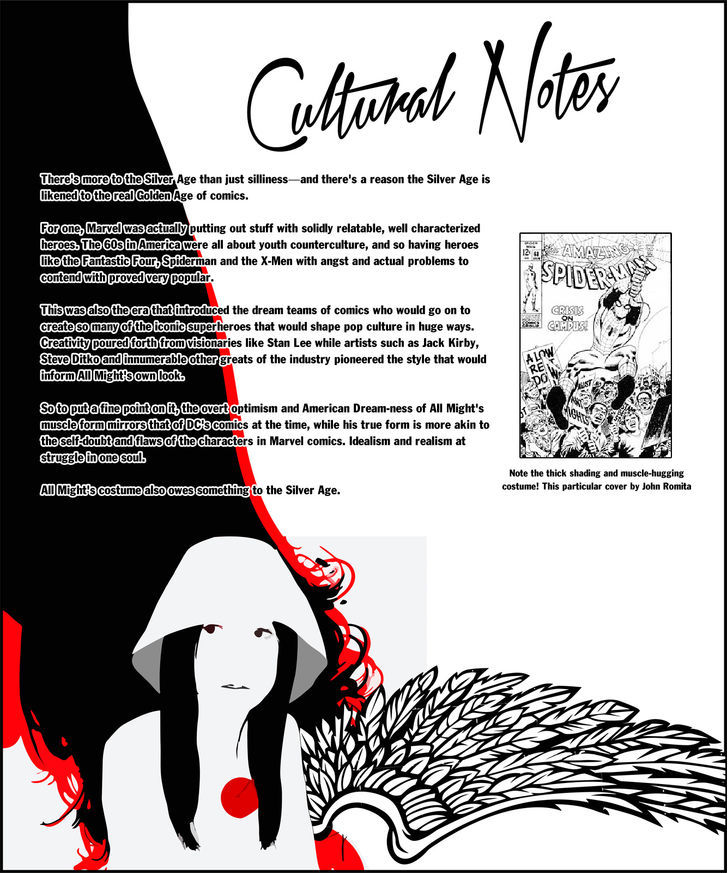 Cultural Notes
There's more to the Silver Age than just silliness—and there's a reason the Silver Age is
likened to the real Golden Age of comics.
For one, Marvel was actually putting out stuff with solidly relatable, well characterized
heroes. The 60s in America were all about youth counterculture, and so having heroes
like the Fantastic Four, Spiderman and the X-Men with angst and actual problems to
contend with proved very popular.
This was also the era that introduced the dream teams of comics who would go on to
create so many of the iconic superheroes that would shape pop culture in huge ways.
Creativity poured forth from visionaries like Stan Lee while artists such as Jack Kirby,
Steve Ditko and innumerable other greats of the industry pioneered the style that would
inform All Might's own look.
So to put a fine point on it, the overt optimism and American Dream-ness of All Might's
muscle form mirrors that of DC's comics at the time, while his true form is more akin to
the self-doubt and flaws of the characters in Marvel comics. Idealism and realism at
struggle in one soul.
All Might's costume also owes something to the Silver Age.
AMAZING
SPIDER-MAN
CRISIS
ON
CAMPUS!
A LOW
RE
DO
Note the thick shading and muscle-hugging
costume! This particular cover by John Romita